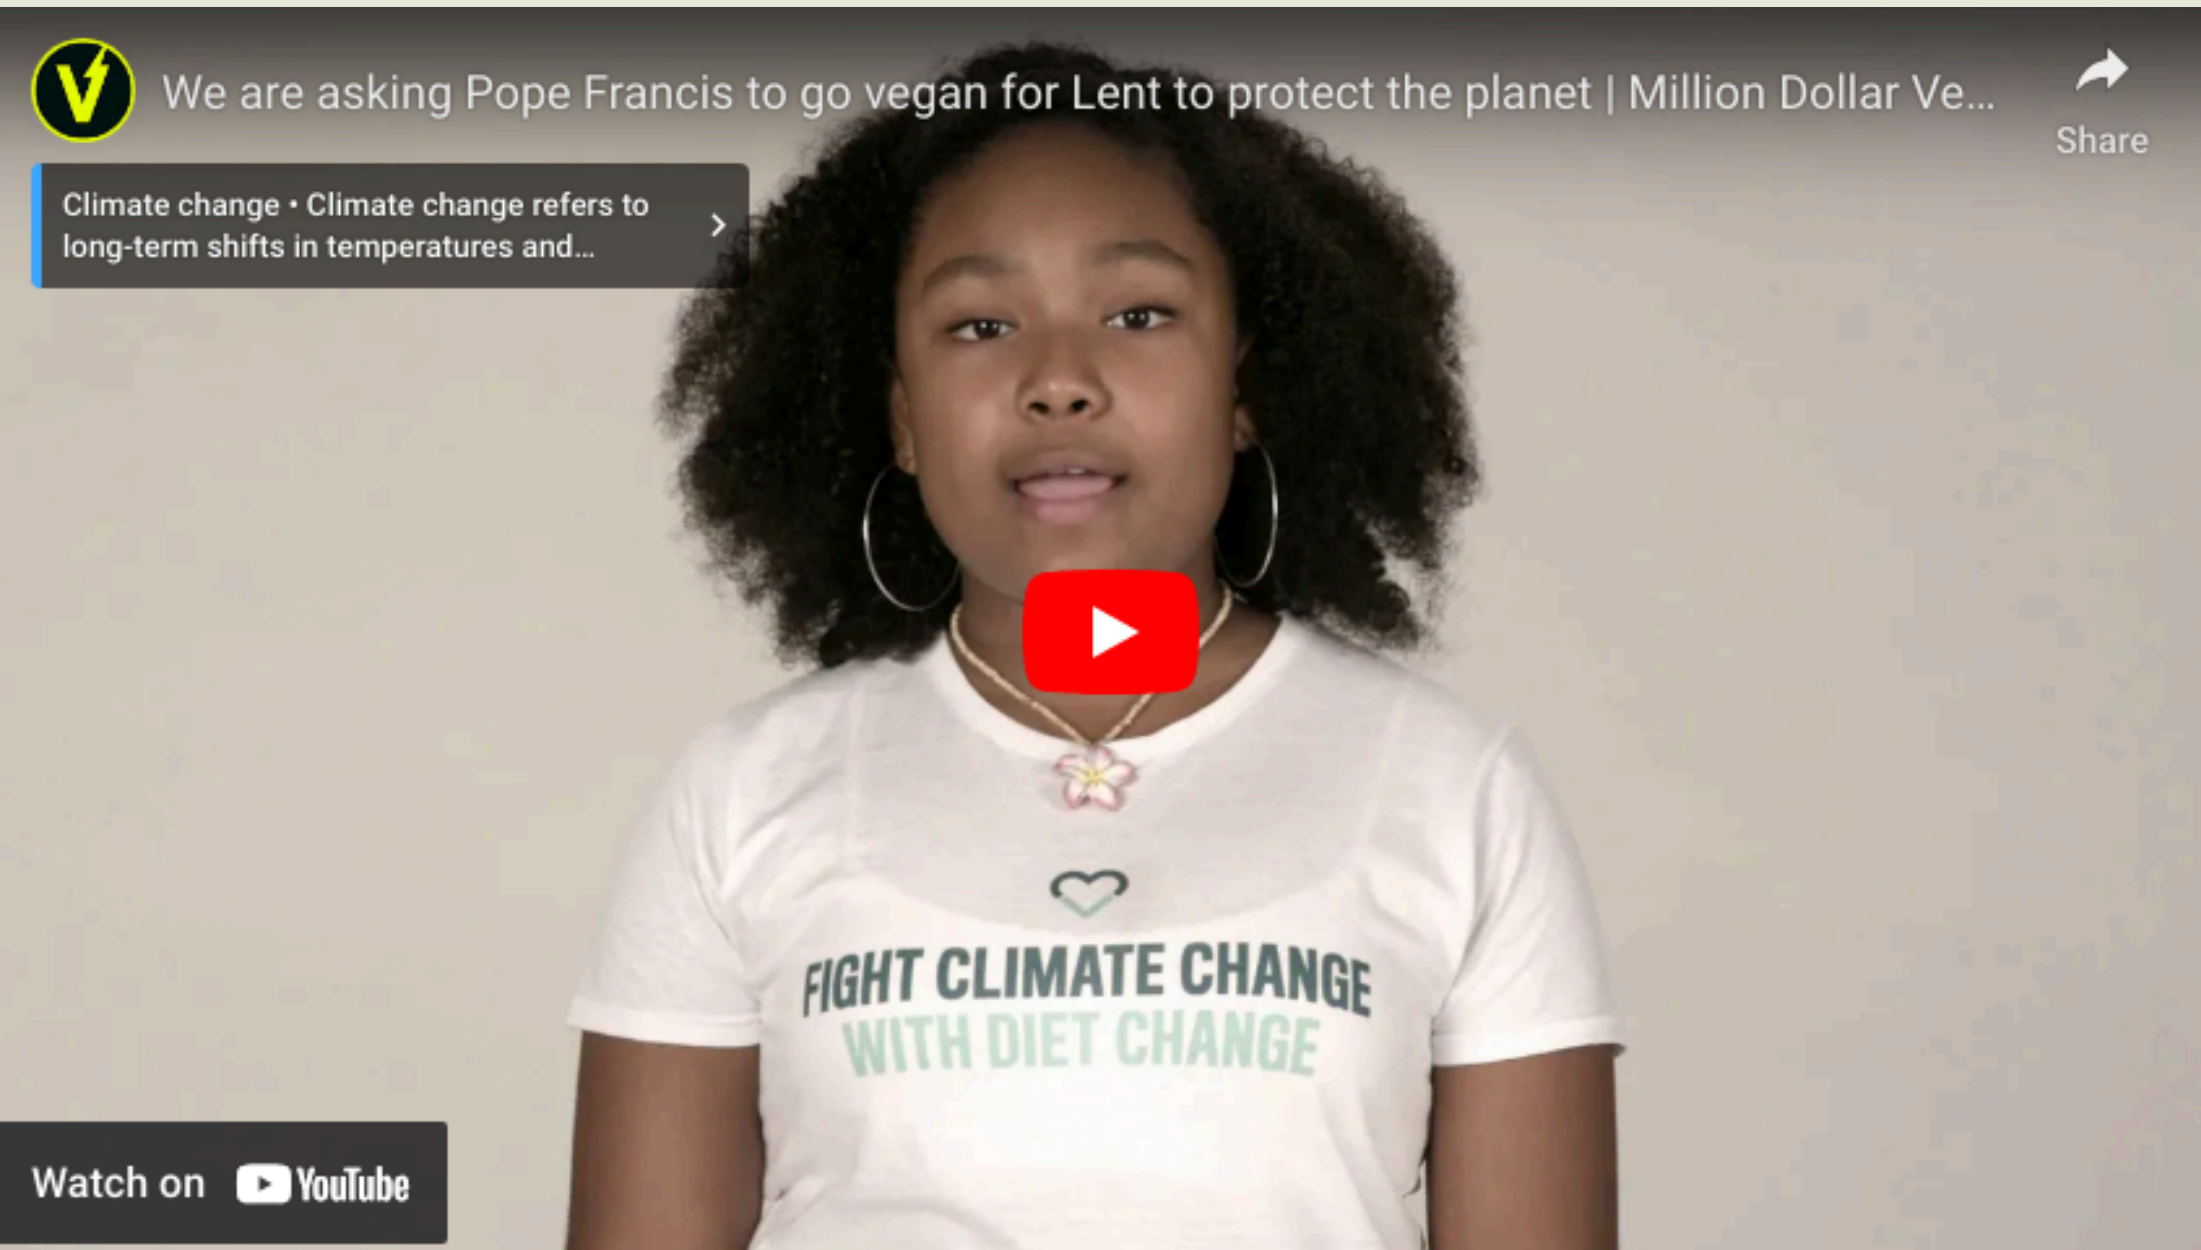 We are asking Pope Francis to go vegan for Lent to protect the planet | Million Dollar Ve...
Share
Climate change • Climate change refers to
long-term shifts in temperatures and...
FIGHT CLIMATE CHANGE
WITH DIET CHANGE
Watch on YouTube